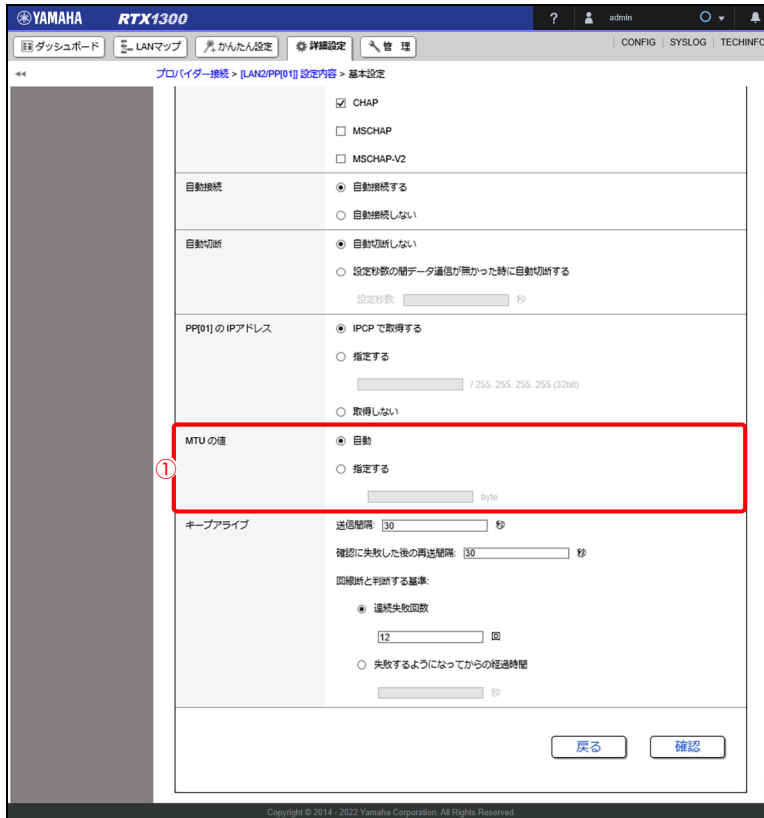 YAMAHA RTX1300 ? admin
ダッシュボード LANマップ かんたん設定 詳細設定 管 理 CONFIG SYSLOG TECHINFO
プロバイダー接続 > [LAN2/PP[01]] 設定内容 > 基本設定
CHAP
MSCHAP
MSCHAP-V2
自動接続 自動接続する
自動接続しない
自動切断 自動切断しない
設定秒数の間データ通信が無かった時に自動切断する
設定秒数: 秒
PP[01] の IPアドレス IPCP で取得する
指定する
/ 255. 255. 255. 255 (32bit)
取得しない
MTU の値 自動
①
指定する
byte
キープアライブ 送信間隔: 30 秒
確認に失敗した後の再送間隔: 30 秒
回線断と判断する基準:
連続失敗回数
12 回
失敗するようになってからの経過時間
秒
戻る 確認
Copyright © 2014 - 2022 Yamaha Corporation. All Rights Reserved.